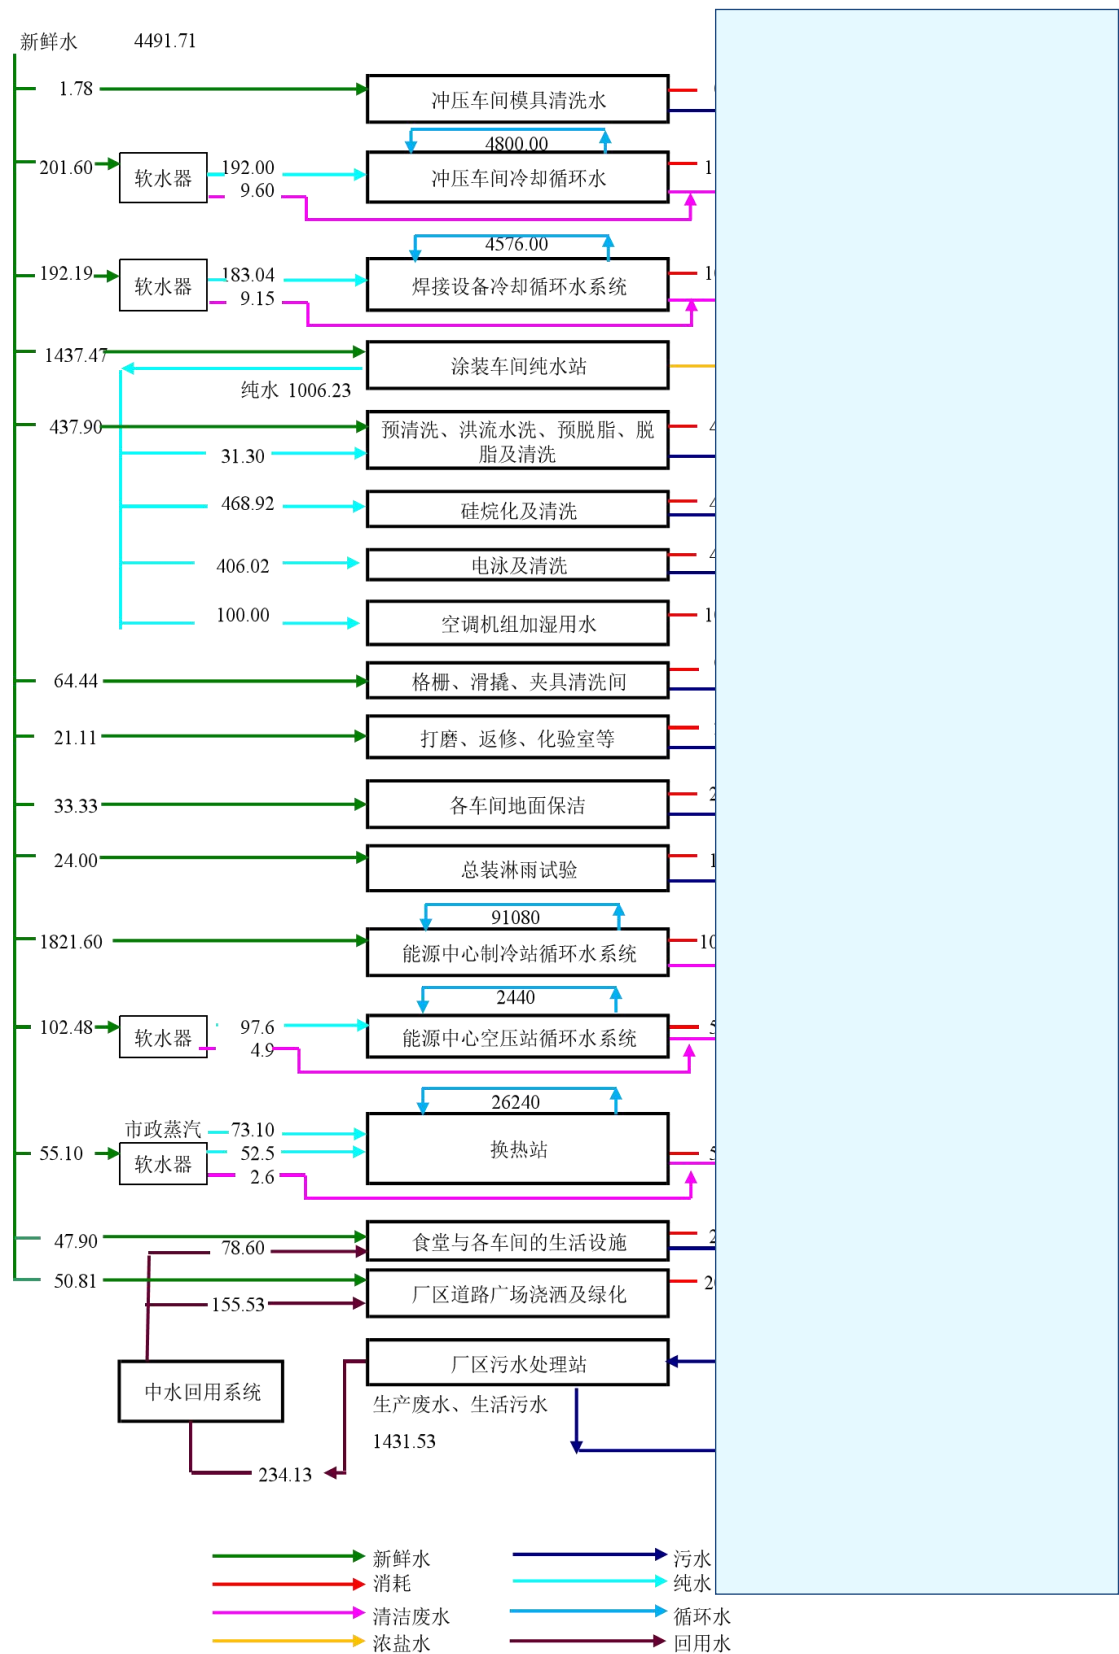 新鲜水 4491.71
1.78 冲压车间模具清洗水
4800.00
201.60 软水器 192.00 冲压车间冷却循环水
9.60
4576.00
192.19 软水器 183.04 焊接设备冷却循环水系统
9.15
1437.47 涂装车间纯水站
纯水 1006.23
437.90 预清洗、洪流水洗、预脱脂、脱
31.30 脂及清洗
468.92 硅烷化及清洗
406.02 电泳及清洗
100.00 空调机组加湿用水
64.44 格栅、滑撬、夹具清洗间
21.11 打磨、返修、化验室等
33.33 各车间地面保洁
24.00 总装淋雨试验
91080
1821.60 能源中心制冷站循环水系统
2440
102.48 软水器 97.6 能源中心空压站循环水系统
4.9
26240
市政蒸汽 73.10 换热站
55.10 软水器 52.5
2.6
47.90 食堂与各车间的生活设施
78.60
50.81 厂区道路广场浇洒及绿化
155.53
厂区污水处理站
中水回用系统 生产废水、生活污水
1431.53
234.13
新鲜水 污水
消耗 纯水
清洁废水 循环水
浓盐水 回用水